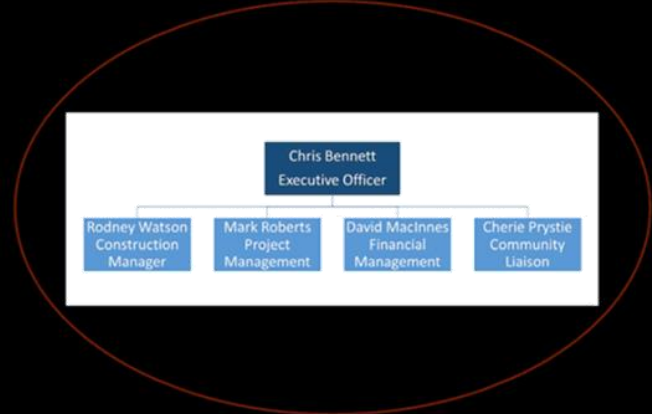 Chris Bennett
Executive Officer
Rodney Watson
Construction
Manager
Mark Roberts
Project
Management
David MacInnes
Financial
Management
Cherie Prystie
Community
Liaison